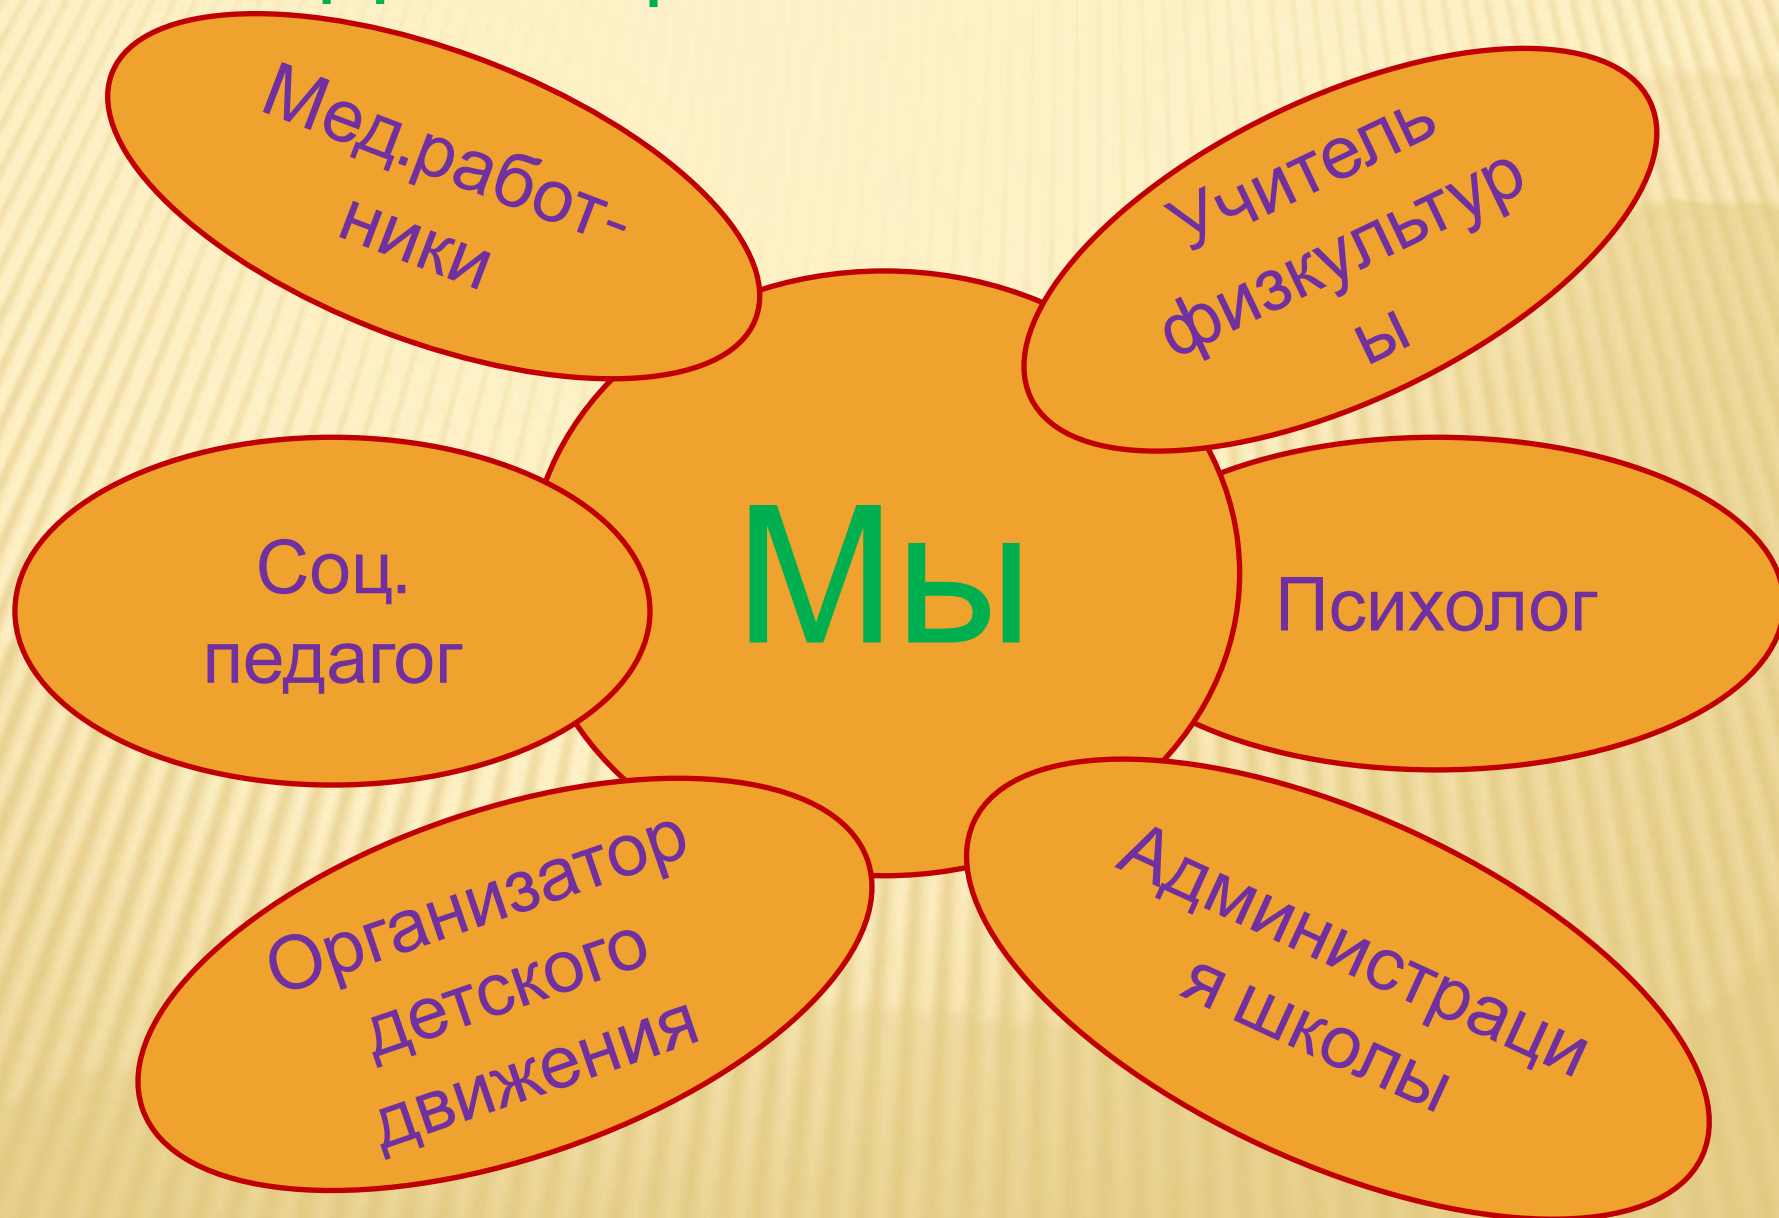 Мед.работ-
ники
Учитель
физкультур
ы
Соц.
педагог
Мы
Психолог
Организатор
детского
движения
Администраци
я школы